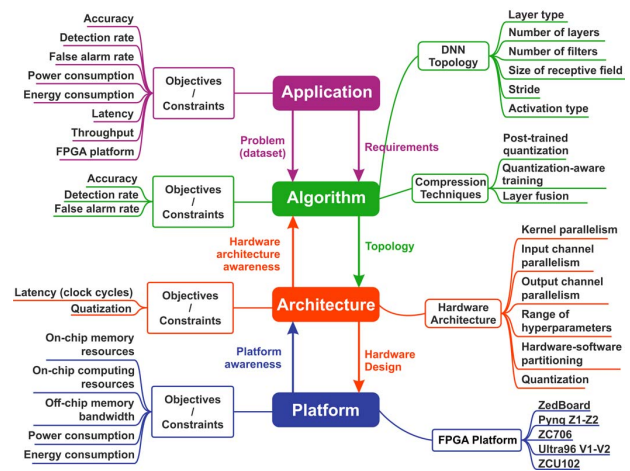 Accuracy
Detection rate
False alarm rate
Power consumption
Energy consumption
Latency
Throughput
FPGA platform
Objectives
/
Constraints
Application
Problem
(dataset)
Requirements
DNN
Topology
Layer type
Number of layers
Number of filters
Size of receptive field
Stride
Activation type
Accuracy
Detection rate
False alarm rate
Objectives
/
Constraints
Algorithm
Compression
Techniques
Post-trained
quantization
Quantization-aware
training
Layer fusion
Hardware
architecture
awareness
Topology
Latency (clock cycles)
Quatization
Objectives
/
Constraints
Architecture
Hardware
Architecture
Kernel parallelism
Input channel
parallelism
Output channel
parallelism
Range of
hyperparameters
Hardware-software
partitioning
Quantization
Platform
awareness
Hardware
Design
On-chip memory
resources
On-chip computing
resources
Off-chip memory
bandwidth
Power consumption
Energy consumption
Objectives
/
Constraints
Platform
FPGA Platform
ZedBoard
Pynq Z1-Z2
ZC706
Ultra96 V1-V2
ZCU102